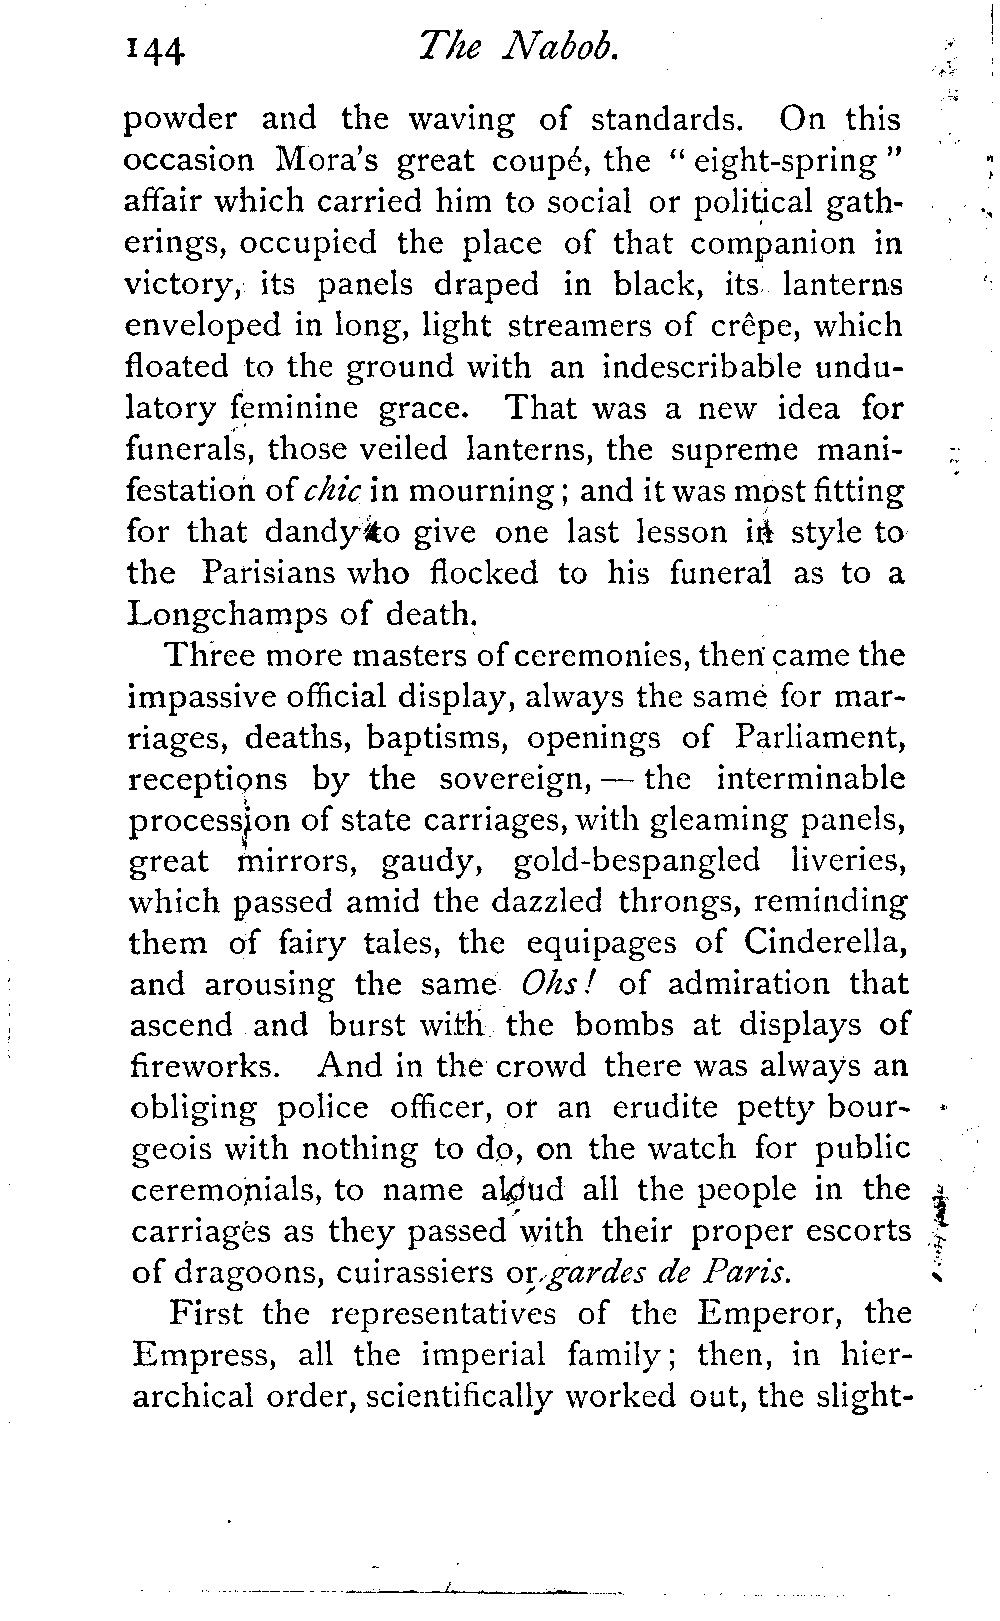 144 The Nabob.
powder and the waving of standards. On this
occasion Mora's great coupé, the "eight-spring"
affair which carried him to social or political gath-
erings, occupied the place of that companion in
victory, its panels draped in black, its lanterns
enveloped in long, light streamers of crêpe, which
floated to the ground with an indescribable undu-
latory feminine grace. That was a new idea for
funerals, those veiled lanterns, the supreme mani-
festation of chic in mourning; and it was most fitting
for that dandy to give one last lesson in style to
the Parisians who flocked to his funeral as to a
Longchamps of death.
Three more masters of ceremonies, then came the
impassive official display, always the same for mar-
riages, deaths, baptisms, openings of Parliament,
receptions by the sovereign, — the interminable
procession of state carriages, with gleaming panels,
great mirrors, gaudy, gold-bespangled liveries,
which passed amid the dazzled throngs, reminding
them of fairy tales, the equipages of Cinderella,
and arousing the same Ohs! of admiration that
ascend and burst with the bombs at displays of
fireworks. And in the crowd there was always an
obliging police officer, or an erudite petty bour-
geois with nothing to do, on the watch for public
ceremonials, to name aloud all the people in the
carriages as they passed with their proper escorts
of dragoons, cuirassiers or gardes de Paris.
First the representatives of the Emperor, the
Empress, all the imperial family; then, in hier-
archical order, scientifically worked out, the slight-